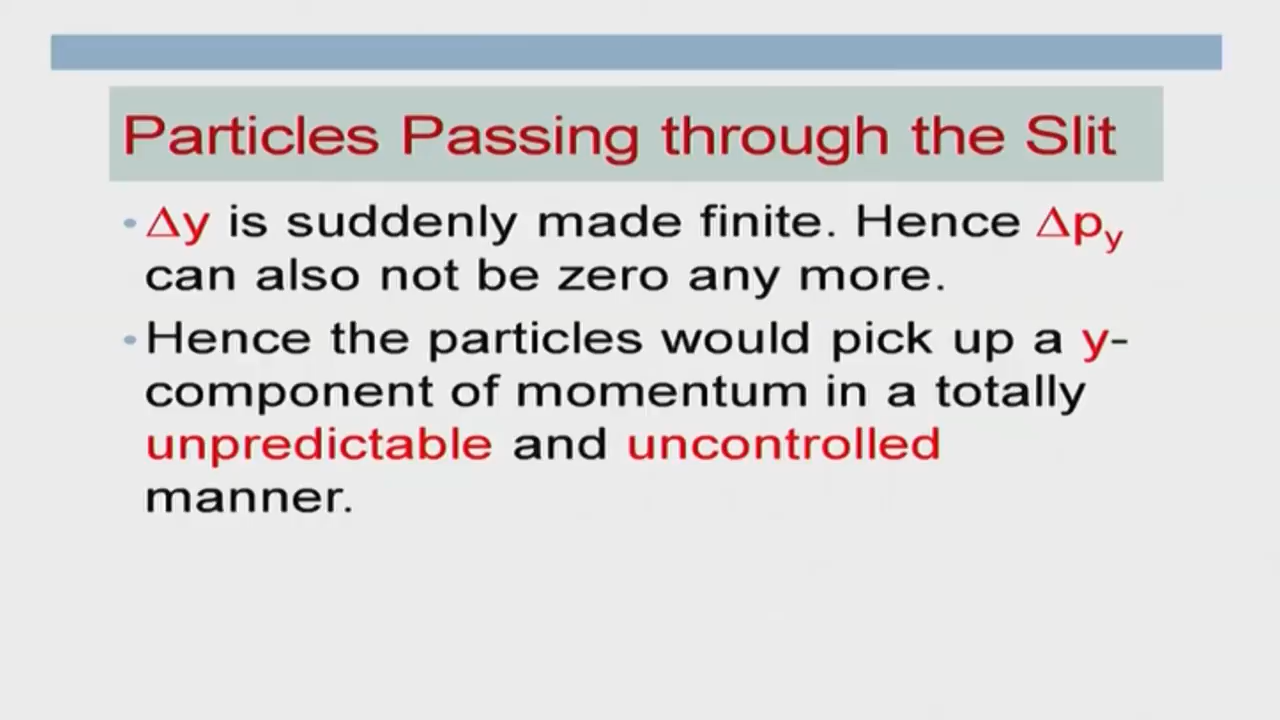 Particles Passing through the Slit
• Δy is suddenly made finite. Hence Δpy
can also not be zero any more.
• Hence the particles would pick up a y-
component of momentum in a totally
unpredictable and uncontrolled
manner.